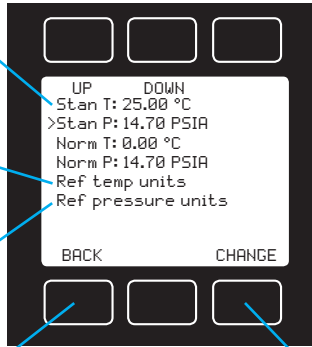 UP DOWN
Stan T: 25.00 °C
>Stan P: 14.70 PSIA
Norm T: 0.00 °C
Norm P: 14.70 PSIA
Ref temp units
Ref pressure units
BACK CHANGE